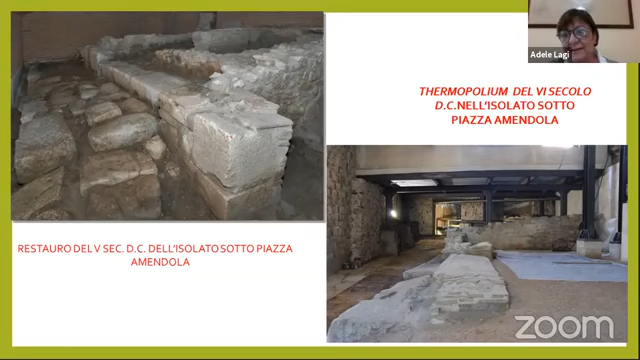 Adele Lagi
THERMOPOLIUM DEL VI SECOLO
D.C. NELL'ISOLATO SOTTO
PIAZZA AMENDOLA
RESTAURO DEL V SEC. D.C. DELL'ISOLATO SOTTO PIAZZA
AMENDOLA
zoom